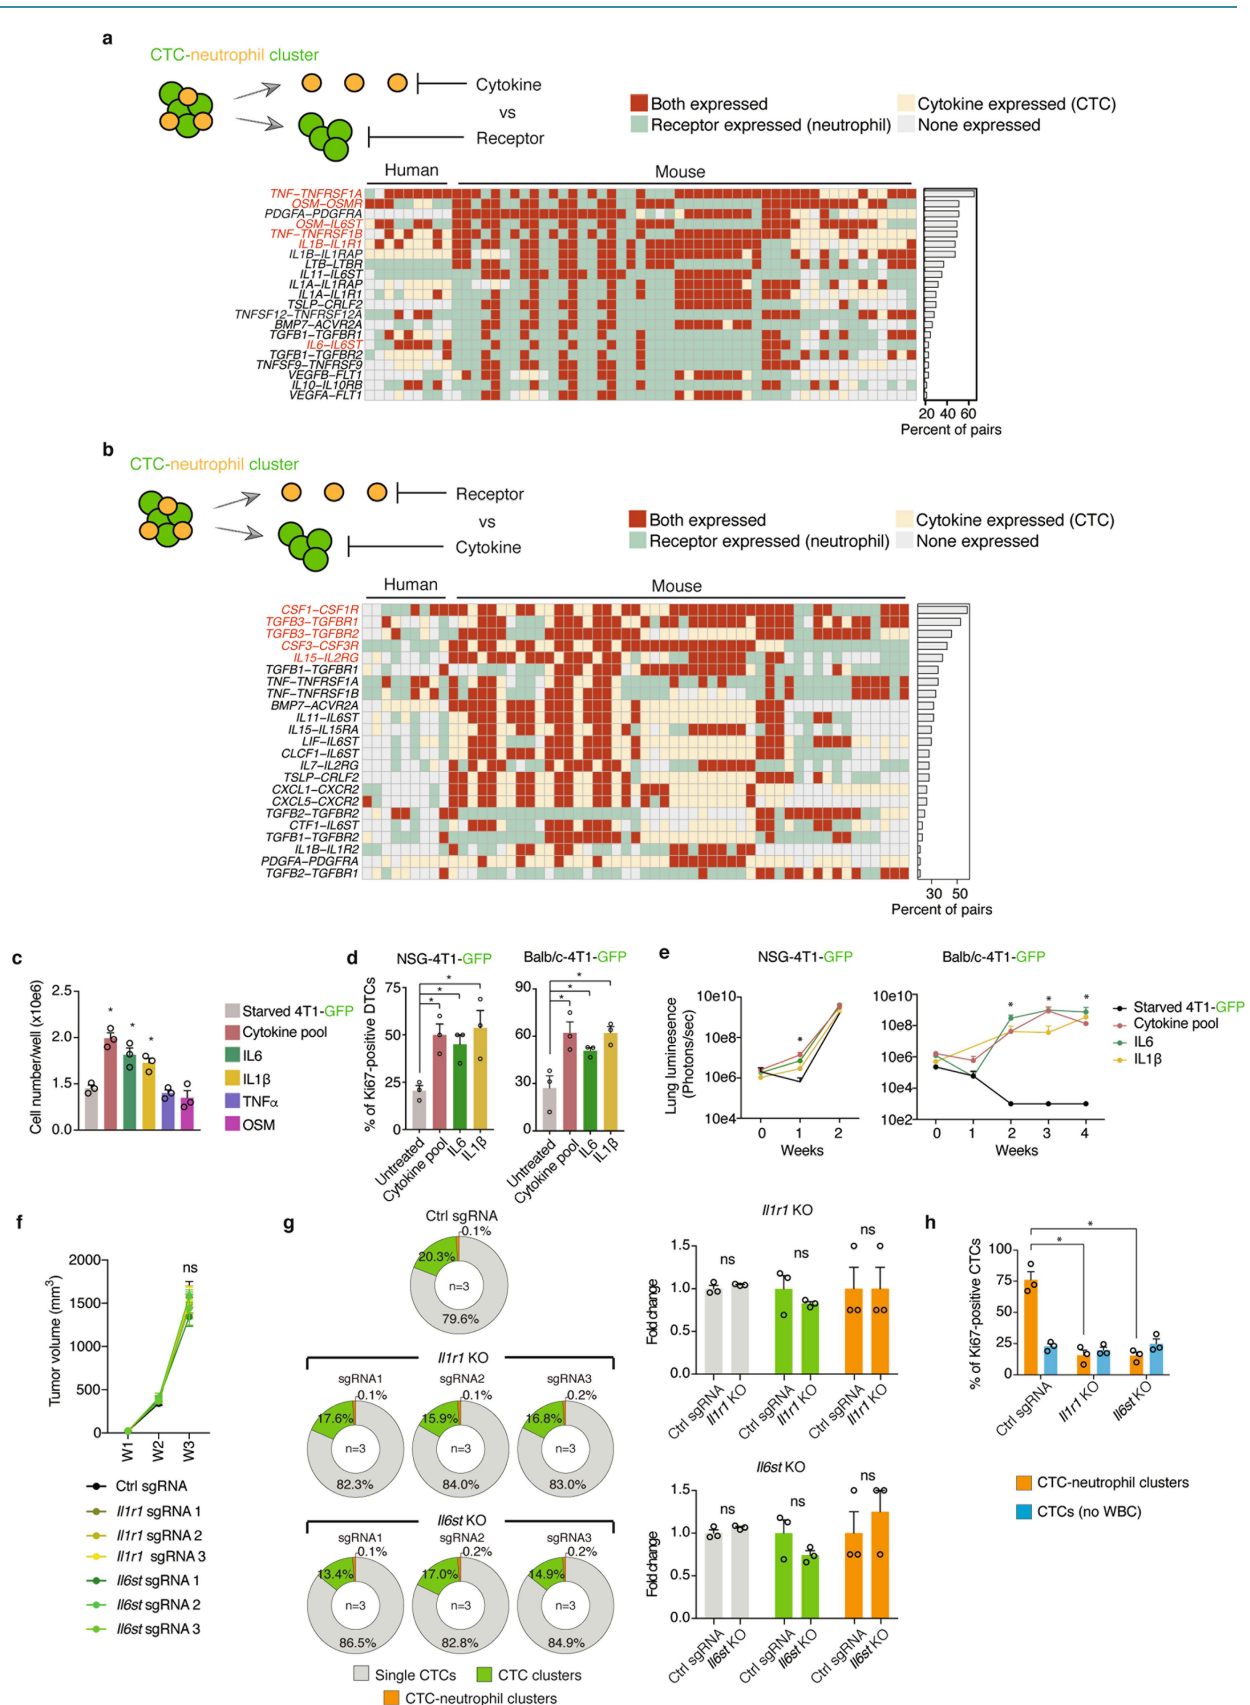 a
CTC-neutrophil cluster
Cytokine
vs
Receptor
Both expressed
Receptor expressed (neutrophil)
Cytokine expressed (CTC)
None expressed
Human
Mouse
TNF–TNFRSF1A
OSM–OSMR
PDGFA–PDGFRA
OSM–IL6ST
TNF–TNFRSF1B
IL1B–IL1R1
IL1B–IL1RAP
LTB–LTBR
IL11–IL6ST
IL1A–IL1RAP
IL1A–IL1R1
TSLP–CRLF2
TNFSF12–TNFRSF12A
BMP7–ACVR2A
TGFB1–TGFBR1
IL6–IL6ST
TGFB1–TGFBR2
TNFSF9–TNFRSF9
VEGFB–FLT1
IL10–IL10RB
VEGFA–FLT1
20 40 60
Percent of pairs
b
CTC-neutrophil cluster
Receptor
vs
Cytokine
Both expressed
Receptor expressed (neutrophil)
Cytokine expressed (CTC)
None expressed
Human
Mouse
CSF1–CSF1R
TGFB3–TGFBR1
TGFB3–TGFBR2
CSF3–CSF3R
IL15–IL2RG
TGFB1–TGFBR1
TNF–TNFRSF1A
TNF–TNFRSF1B
BMP7–ACVR2A
IL11–IL6ST
IL15–IL15RA
LIF–IL6ST
CLCF1–IL6ST
IL7–IL2RG
TSLP–CRLF2
CXCL1–CXCR2
CXCL5–CXCR2
TGFB2–TGFBR2
CTF1–IL6ST
TGFB1–TGFBR2
IL1B–IL1R2
PDGFA–PDGFRA
TGFB2–TGFBR1
30 50
Percent of pairs
c
Cell number/well (x10e6)
2.5
2.0
1.5
0.0
* * *
Starved 4T1-GFP
Cytokine pool
IL6
IL1β
TNFα
OSM
d
NSG-4T1-GFP
% of Ki67-positive DTCs
75
50
25
0
* * *
Untreated
Cytokine pool
IL6
IL1β
Balb/c-4T1-GFP
90
60
30
0
* * *
Untreated
Cytokine pool
IL6
IL1β
e
NSG-4T1-GFP
Lung luminesence
(Photons/sec)
10e10
10e8
10e6
10e4
*
0 1 2
Weeks
Balb/c-4T1-GFP
10e10
10e8
10e6
10e4
10e2
* * *
0 1 2 3 4
Weeks
Starved 4T1-GFP
Cytokine pool
IL6
IL1β
f
Tumor volume (mm3)
2000
1500
1000
500
0
ns
W1 W2 W3
Ctrl sgRNA
Il1r1 sgRNA 1
Il1r1 sgRNA 2
Il1r1 sgRNA 3
Il6st sgRNA 1
Il6st sgRNA 2
Il6st sgRNA 3
g
Ctrl sgRNA
0.1%
20.3%
n=3
79.6%
Il1r1 KO
sgRNA1 sgRNA2 sgRNA3
0.1% 0.1% 0.2%
17.6% 15.9% 16.8%
n=3 n=3 n=3
82.3% 84.0% 83.0%
Il6st KO
sgRNA1 sgRNA2 sgRNA3
0.1% 0.2% 0.2%
13.4% 17.0% 14.9%
n=3 n=3 n=3
86.5% 82.8% 84.9%
Single CTCs
CTC clusters
CTC-neutrophil clusters
Il1r1 KO
Fold change
1.5
1.0
0.5
0.0
ns ns ns
Ctrl sgRNA
Il1r1 KO
Ctrl sgRNA
Il1r1 KO
Ctrl sgRNA
Il1r1 KO
Il6st KO
Fold change
1.5
1.0
0.5
0.0
ns ns ns
Ctrl sgRNA
Il6st KO
Ctrl sgRNA
Il6st KO
Ctrl sgRNA
Il6st KO
h
% of Ki67-positive CTCs
100
75
50
25
0
* *
Ctrl sgRNA
Il1r1 KO
Il6st KO
CTC-neutrophil clusters
CTCs (no WBC)